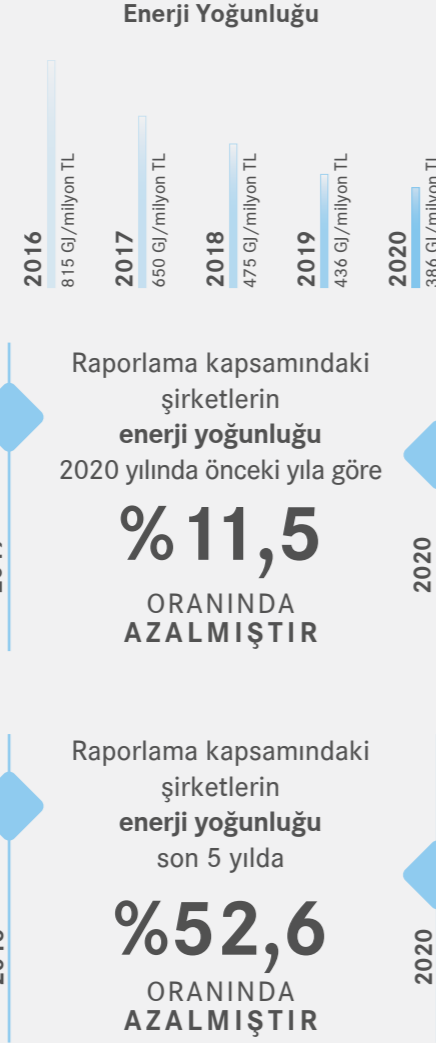 Enerji Yoğunluğu
2016
815 GJ/milyon TL
2017
650 GJ/milyon TL
2018
475 GJ/milyon TL
2019
436 GJ/milyon TL
2020
386 GJ/milyon TL
Raporlama kapsamındaki
şirketlerin
enerji yoğunluğu
2020 yılında önceki yıla göre
%11,5
ORANINDA
AZALMIŞTIR
2020
Raporlama kapsamındaki
şirketlerin
enerji yoğunluğu
son 5 yılda
%52,6
ORANINDA
AZALMIŞTIR
2020